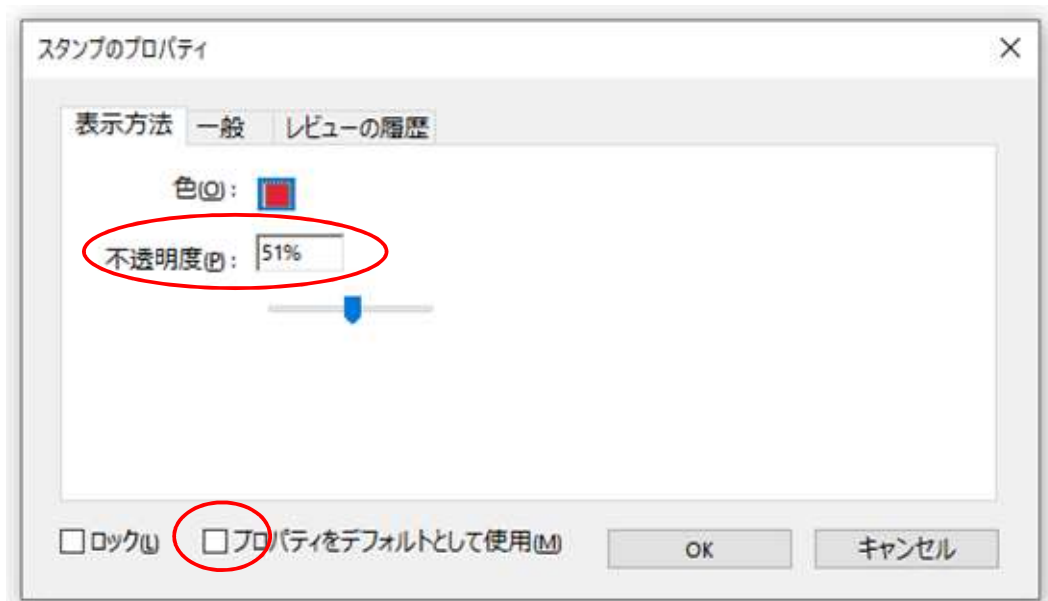 スタンプのプロパティ
表示方法 一般 レビューの履歴
色(O):
不透明度(P): 51%
ロック(L) プロパティをデフォルトとして使用(M) OK キャンセル